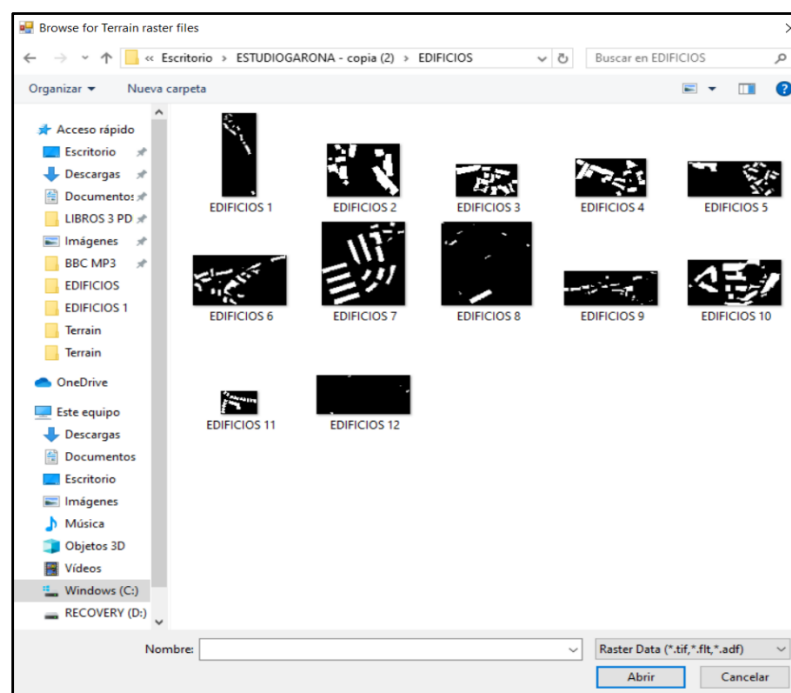 Browse for Terrain raster files
« Escritorio › ESTUDIOGARONA - copia (2) › EDIFICIOS
Buscar en EDIFICIOS
Organizar
Nueva carpeta
Acceso rápido
Escritorio
Descargas
Documentos
LIBROS 3 PD
Imágenes
BBC MP3
EDIFICIOS
EDIFICIOS 1
Terrain
Terrain
OneDrive
Este equipo
Descargas
Documentos
Escritorio
Imágenes
Música
Objetos 3D
Vídeos
Windows (C:)
RECOVERY (D:)
EDIFICIOS 1
EDIFICIOS 2
EDIFICIOS 3
EDIFICIOS 4
EDIFICIOS 5
EDIFICIOS 6
EDIFICIOS 7
EDIFICIOS 8
EDIFICIOS 9
EDIFICIOS 10
EDIFICIOS 11
EDIFICIOS 12
Nombre:
Raster Data (*.tif,*.flt,*.adf)
Abrir
Cancelar